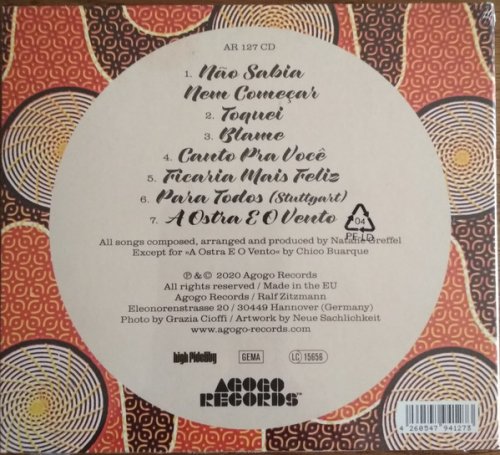 AR 127 CD
1. Não Sabia
Nem Começar
2. Toquei
3. Blame
4. Canto Pra Você
5. Ficaria Mais Feliz
6. Para Todos (Stuttgart)
7. A Ostra E O Vento
04
PE-LD
All songs composed, arranged and produced by Natalie Greffel
Except for »A Ostra E O Vento« by Chico Buarque
℗ & © 2020 Agogo Records
All rights reserved / Made in the EU
Agogo Records / Ralf Zitzmann
Eleonorenstrasse 20 / 30449 Hannover (Germany)
Photo by Grazia Cioffi / Artwork by Neue Sachlichkeit
www.agogo-records.com
high Fidelity GEMA LC 15656
AGOGO
RECORDS™
4 260547 941273